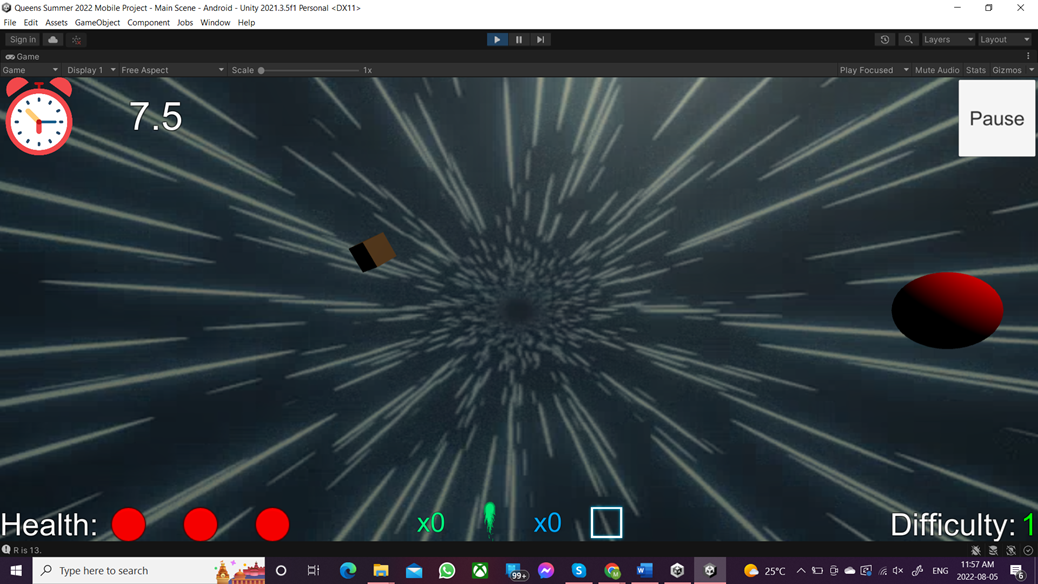 Queens Summer 2022 Mobile Project - Main Scene - Android - Unity 2021.3.5f1 Personal <DX11>
File Edit Assets GameObject Component Jobs Window Help
Sign in
Layers
Layout
Game
Game Display 1 Free Aspect Scale 1x Play Focused Mute Audio Stats Gizmos
7.5
Pause
Health:
x0
x0
Difficulty: 1
R is 13.
Type here to search
99+
25°C
ENG
11:57 AM
2022-08-05
6